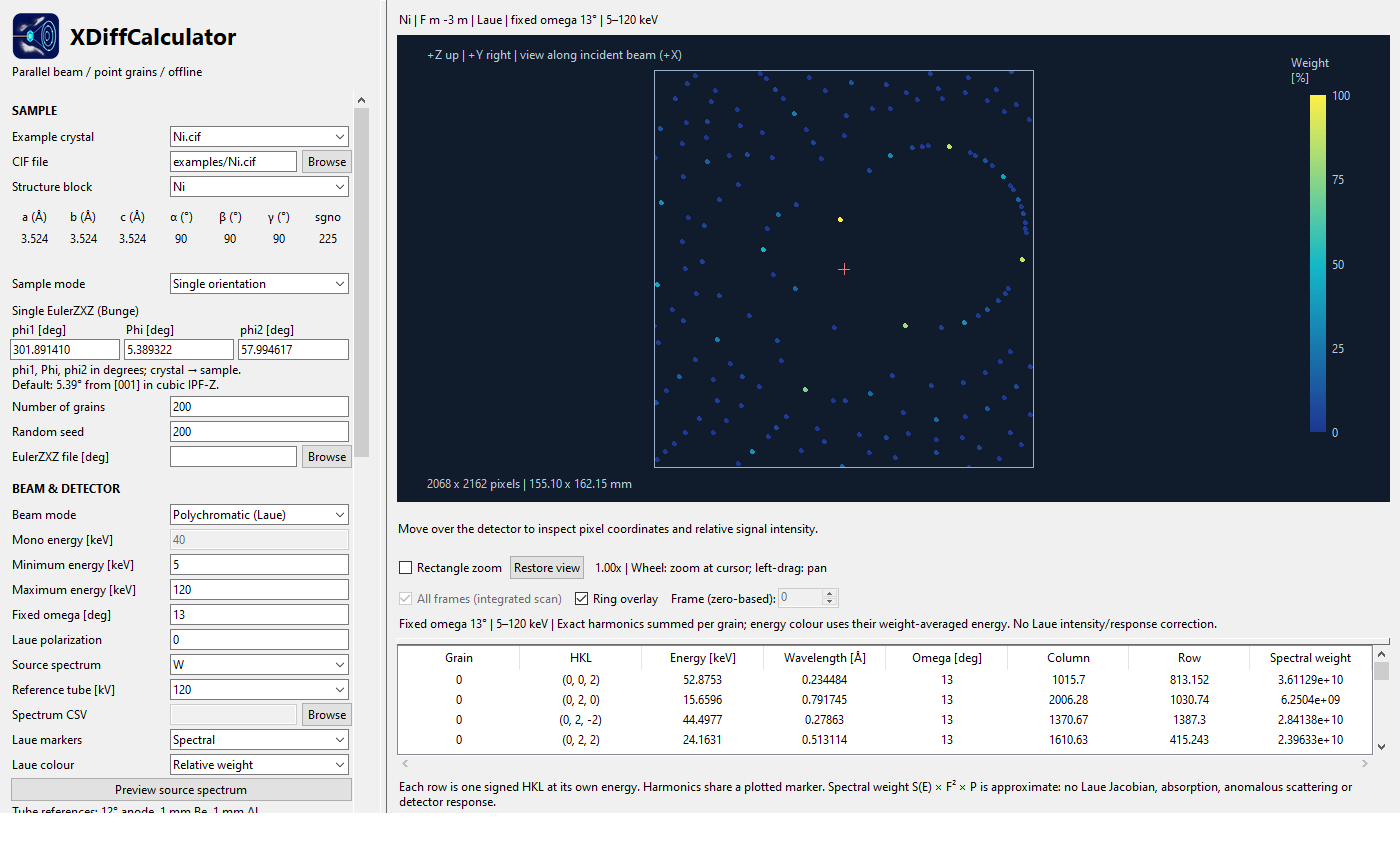 XDiffCalculator
Parallel beam / point grains / offline
SAMPLE
Example crystal Ni.cif
CIF file examples/Ni.cif Browse
Structure block Ni
a (Å) b (Å) c (Å) α (°) β (°) γ (°) sgno
3.524 3.524 3.524 90 90 90 225
Sample mode Single orientation
Single EulerZXZ (Bunge)
phi1 [deg] Phi [deg] phi2 [deg]
301.891410 5.389322 57.994617
phi1, Phi, phi2 in degrees; crystal → sample.
Default: 5.39° from [001] in cubic IPF-Z.
Number of grains 200
Random seed 200
EulerZXZ file [deg] Browse
BEAM & DETECTOR
Beam mode Polychromatic (Laue)
Mono energy [keV] 40
Minimum energy [keV] 5
Maximum energy [keV] 120
Fixed omega [deg] 13
Laue polarization 0
Source spectrum W
Reference tube [kV] 120
Spectrum CSV Browse
Laue markers Spectral
Laue colour Relative weight
Preview source spectrum
Tube references: 12° anode, 1 mm Be, 1 mm Al
Ni | F m -3 m | Laue | fixed omega 13° | 5–120 keV
+Z up | +Y right | view along incident beam (+X)
Weight
[%]
100
75
50
25
0
2068 x 2162 pixels | 155.10 x 162.15 mm
Move over the detector to inspect pixel coordinates and relative signal intensity.
Rectangle zoom Restore view 1.00x | Wheel: zoom at cursor; left-drag: pan
All frames (integrated scan) Ring overlay Frame (zero-based): 0
Fixed omega 13° | 5–120 keV | Exact harmonics summed per grain; energy colour uses their weight-averaged energy. No Laue intensity/response correction.
Grain HKL Energy [keV] Wavelength [Å] Omega [deg] Column Row Spectral weight
0 (0, 0, 2) 52.8753 0.234484 13 1015.7 813.152 3.61129e+10
0 (0, 2, 0) 15.6596 0.791745 13 2006.28 1030.74 6.2504e+09
0 (0, 2, -2) 44.4977 0.27863 13 1370.67 1387.3 2.84138e+10
0 (0, 2, 2) 24.1631 0.513114 13 1610.63 415.243 2.39633e+10
Each row is one signed HKL at its own energy. Harmonics share a plotted marker. Spectral weight S(E) × F² × P is approximate: no Laue Jacobian, absorption, anomalous scattering or
detector response.